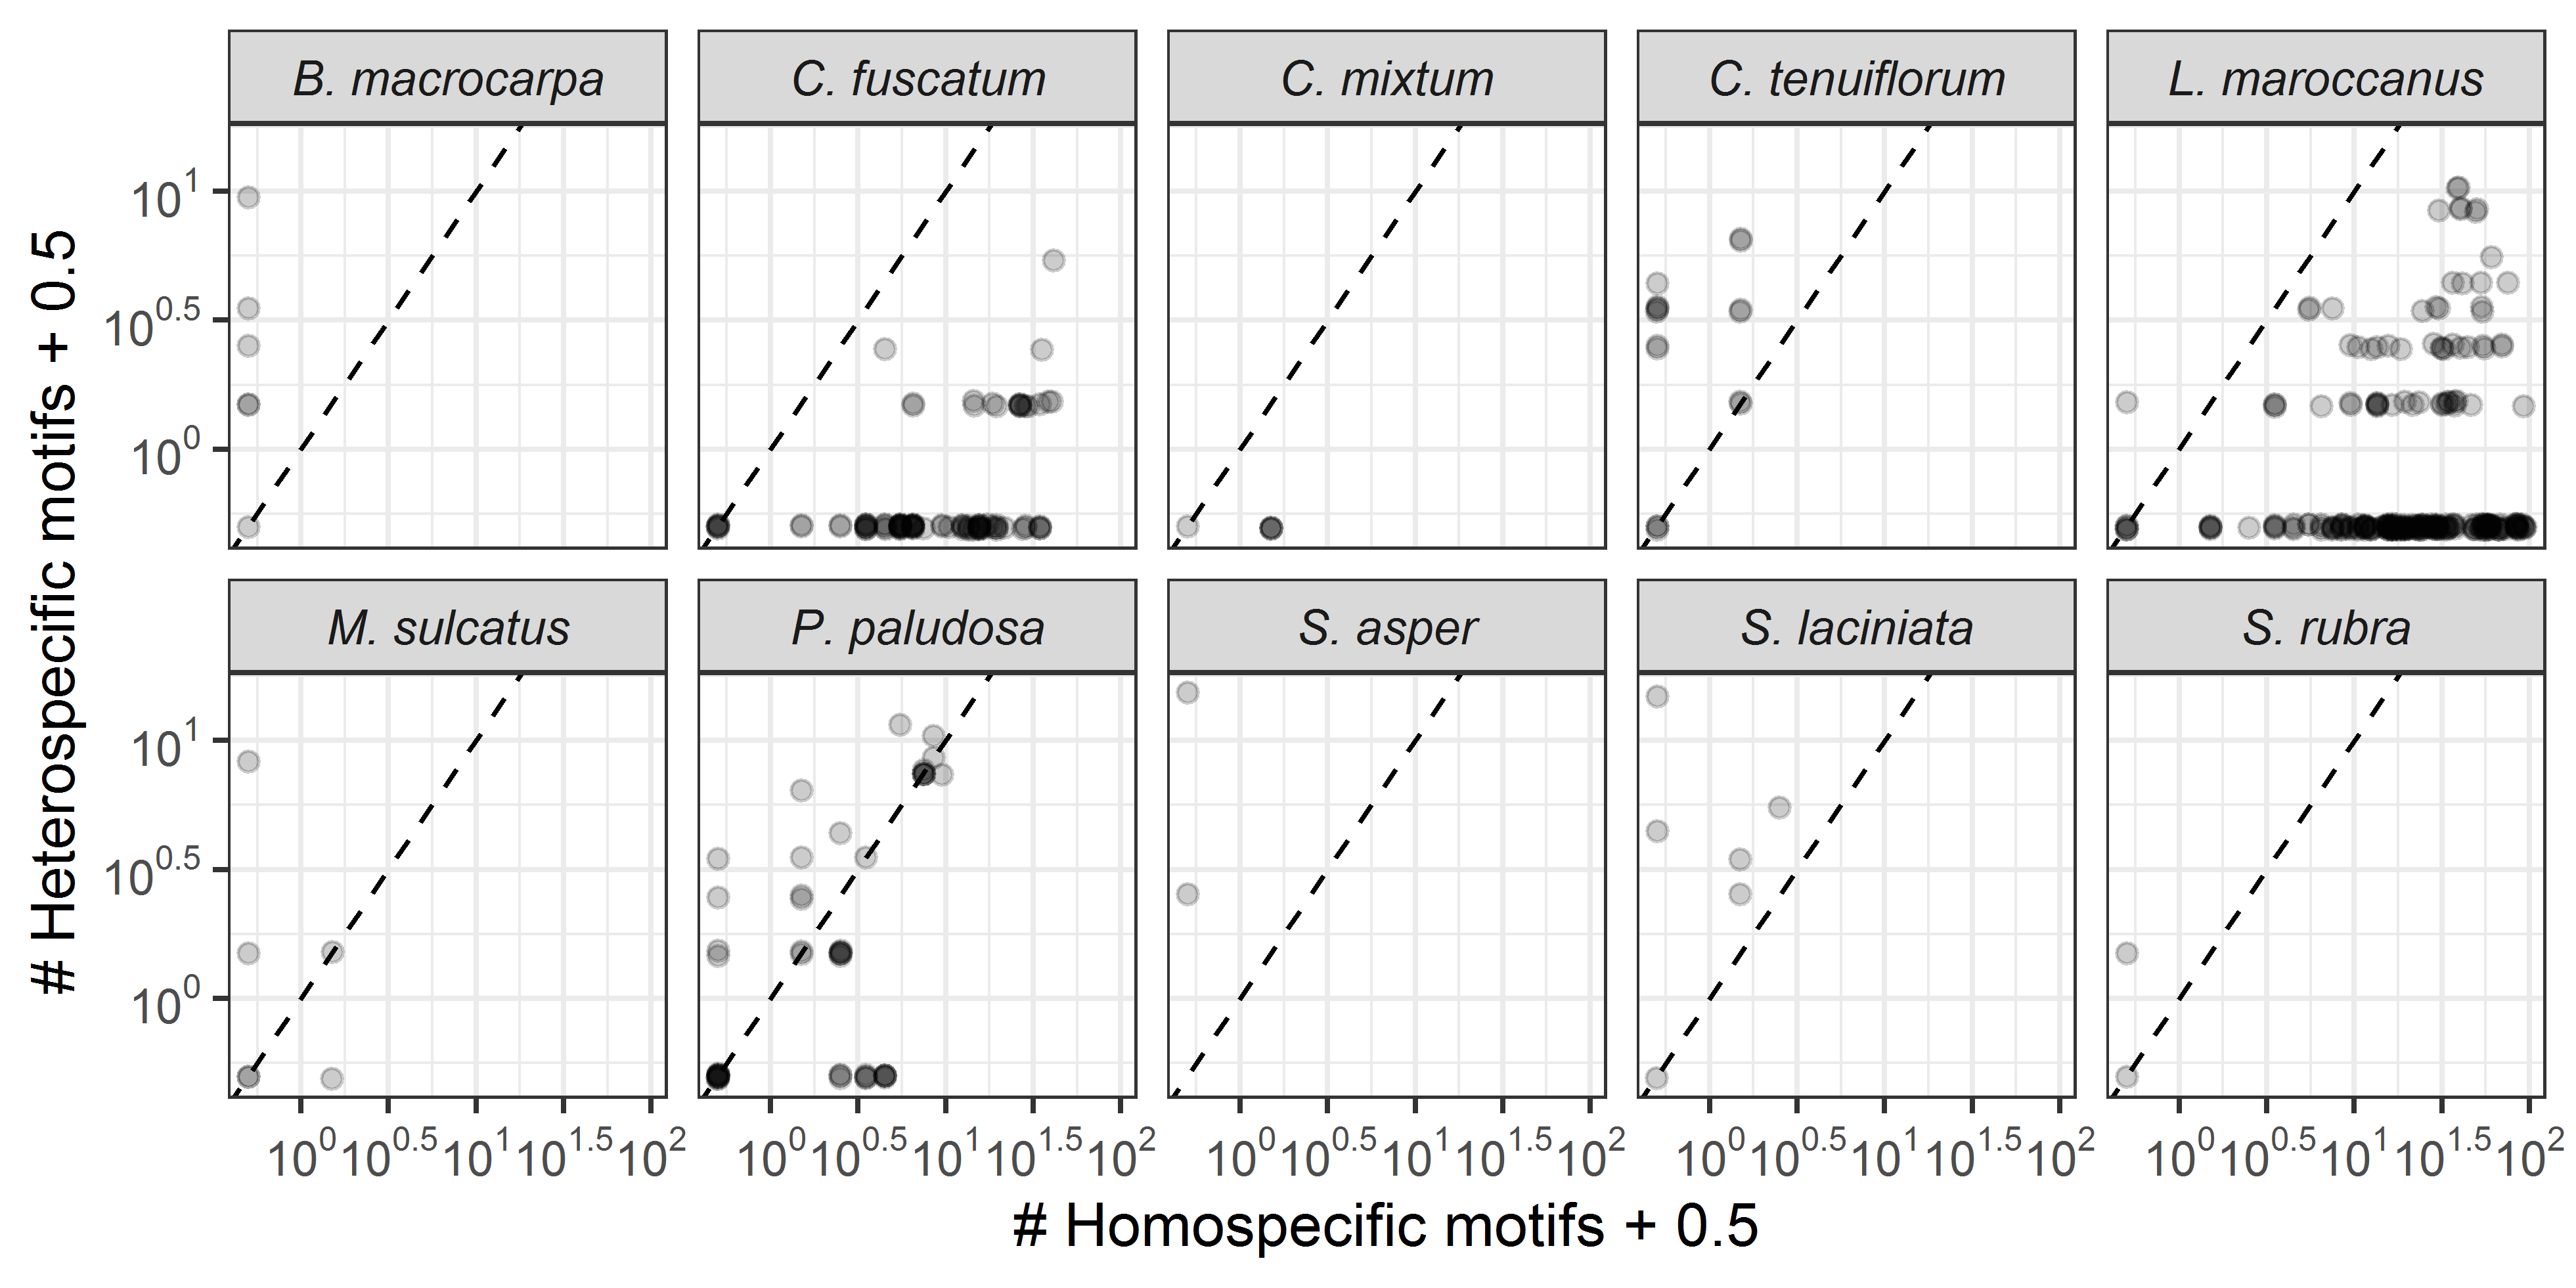 B. macrocarpa C. fuscatum C. mixtum C. tenuiflorum L. maroccanus
10^1
10^0.5
10^0
M. sulcatus P. paludosa S. asper S. laciniata S. rubra
10^1
10^0.5
10^0
10^0 10^0.5 10^1 10^1.5 10^2 10^0 10^0.5 10^1 10^1.5 10^2 10^0 10^0.5 10^1 10^1.5 10^2 10^0 10^0.5 10^1 10^1.5 10^2 10^0 10^0.5 10^1 10^1.5 10^2
# Homospecific motifs + 0.5
# Heterospecific motifs + 0.5